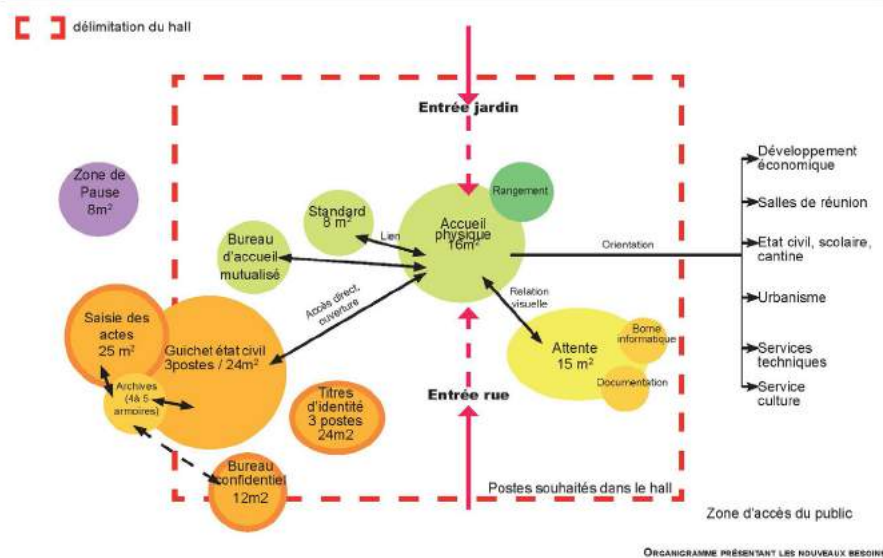 délimitation du hall
Entrée jardin
Développement
économique
Zone de
Pause
8m²
Rangement
Salles de réunion
Standard
8 m²
Accueil
physique
16m²
Lien
Bureau
d'accueil
mutualisé
Orientation
Etat civil, scolaire,
cantine
Accès direct,
ouverture
Relation
visuelle
Urbanisme
Saisie des
actes
25 m²
Guichet état civil
3postes / 24m²
Borne
informatique
Attente
15 m²
Services
techniques
Archives
(4à 5
armoires)
Titres
d'identité
3 postes
24m2
Documentation
Entrée rue
Service
culture
Bureau
confidentiel
12m2
Postes souhaités dans le hall
Zone d'accès du public
ORGANIGRAMME PRÉSENTANT LES NOUVEAUX BESOINS